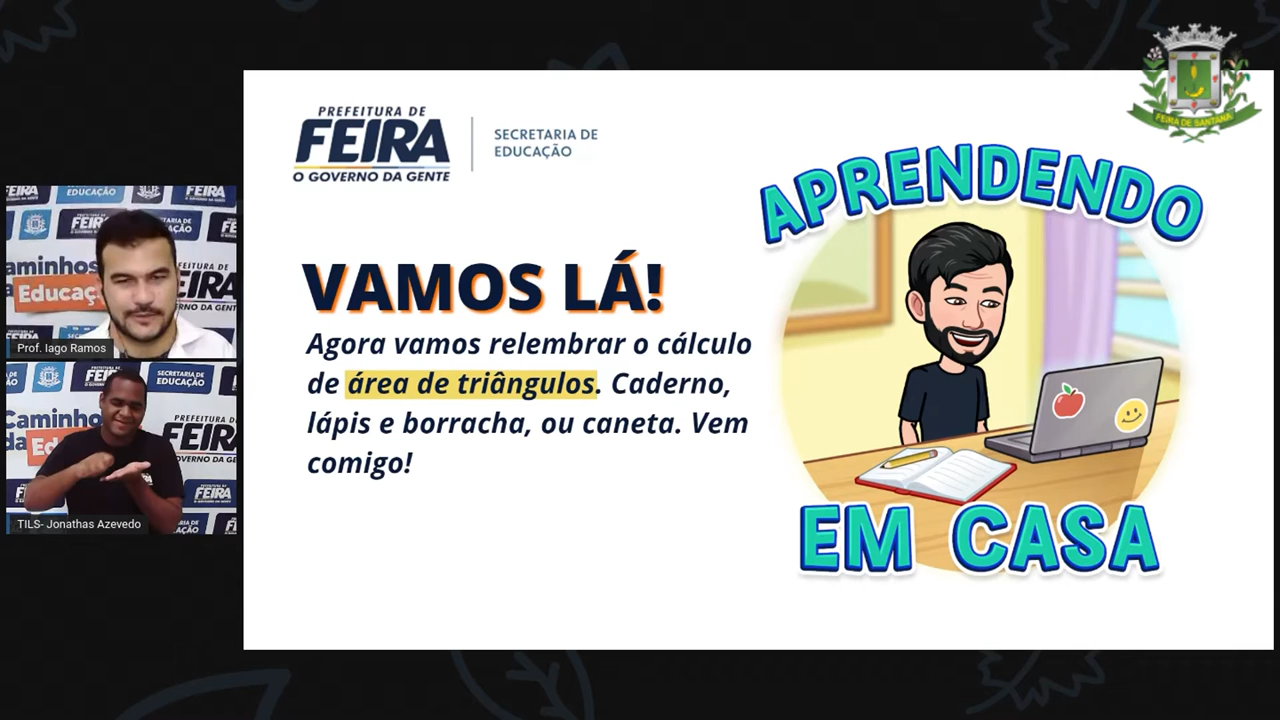 PREFEITURA DE
FEIRA
O GOVERNO DA GENTE
SECRETARIA DE
EDUCAÇÃO
FEIRA DE SANTANA
APRENDENDO
VAMOS LÁ!
Agora vamos relembrar o cálculo
de área de triângulos. Caderno,
lápis e borracha, ou caneta. Vem
comigo!
EM CASA
Prof. Iago Ramos
TILS- Jonathas Azevedo